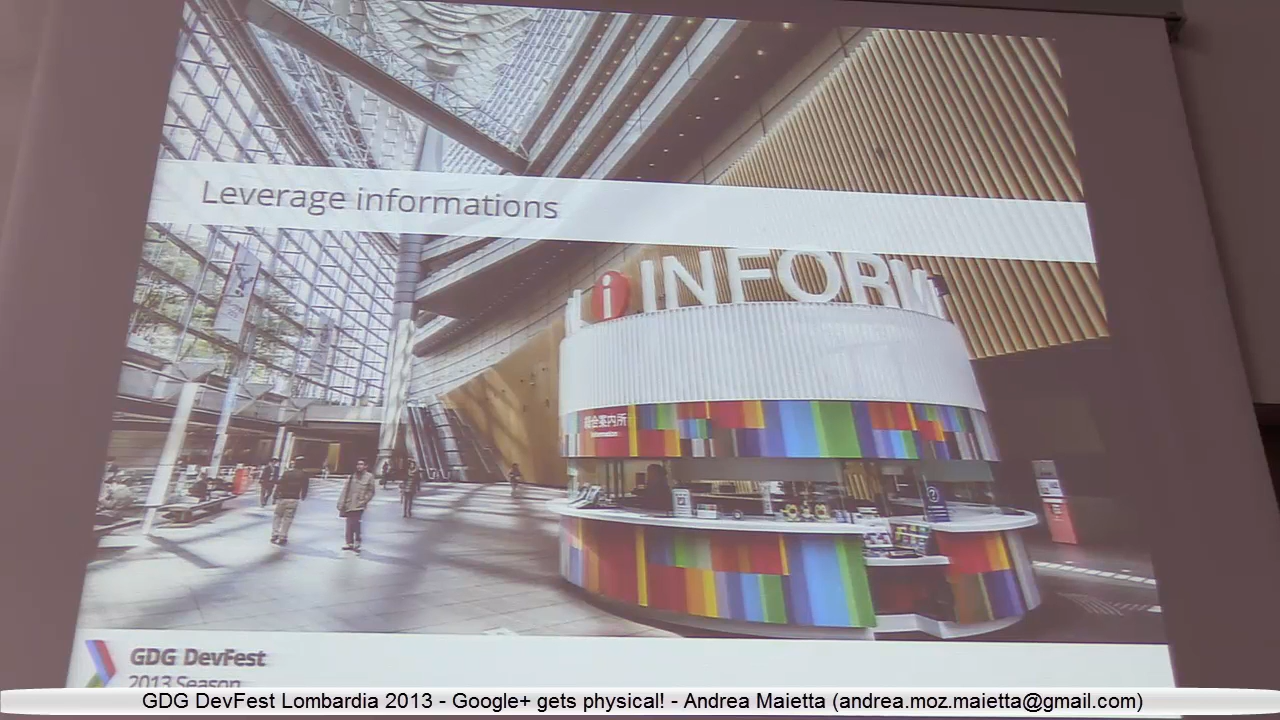 Leverage informations
i INFORM
総合案内所
Information
?
GDG DevFest
2013 Season
GDG DevFest Lombardia 2013 - Google+ gets physical! - Andrea Maietta (andrea.moz.maietta@gmail.com)